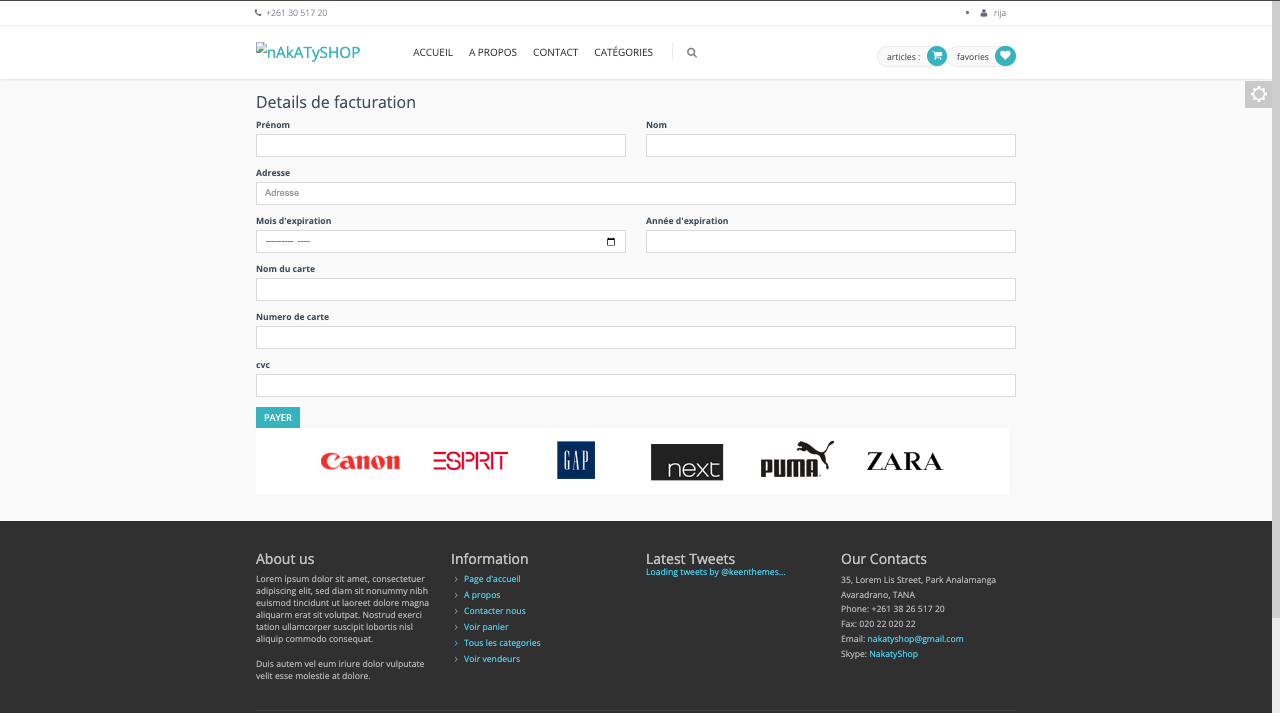 +261 30 517 20
rija
nAkATySHOP
ACCUEIL
A PROPOS
CONTACT
CATÉGORIES
articles :
favories
Details de facturation
Prénom
Nom
Adresse
Adresse
Mois d'expiration
Année d'expiration
--------- ----
Nom du carte
Numero de carte
cvc
PAYER
Canon
ESPRIT
GAP
next
PUMA
ZARA
About us
Lorem ipsum dolor sit amet, consectetuer
adipiscing elit, sed diam sit nonummy nibh
euismod tincidunt ut laoreet dolore magna
aliquarm erat sit volutpat. Nostrud exerci
tation ullamcorper suscipit lobortis nisl
aliquip commodo consequat.
Duis autem vel eum iriure dolor vulputate
velit esse molestie at dolore.
Information
Page d'accueil
A propos
Contacter nous
Voir panier
Tous les categories
Voir vendeurs
Latest Tweets
Loading tweets by @keenthemes...
Our Contacts
35, Lorem Lis Street, Park Analamanga
Avaradrano, TANA
Phone: +261 38 26 517 20
Fax: 020 22 020 22
Email: nakatyshop@gmail.com
Skype: NakatyShop